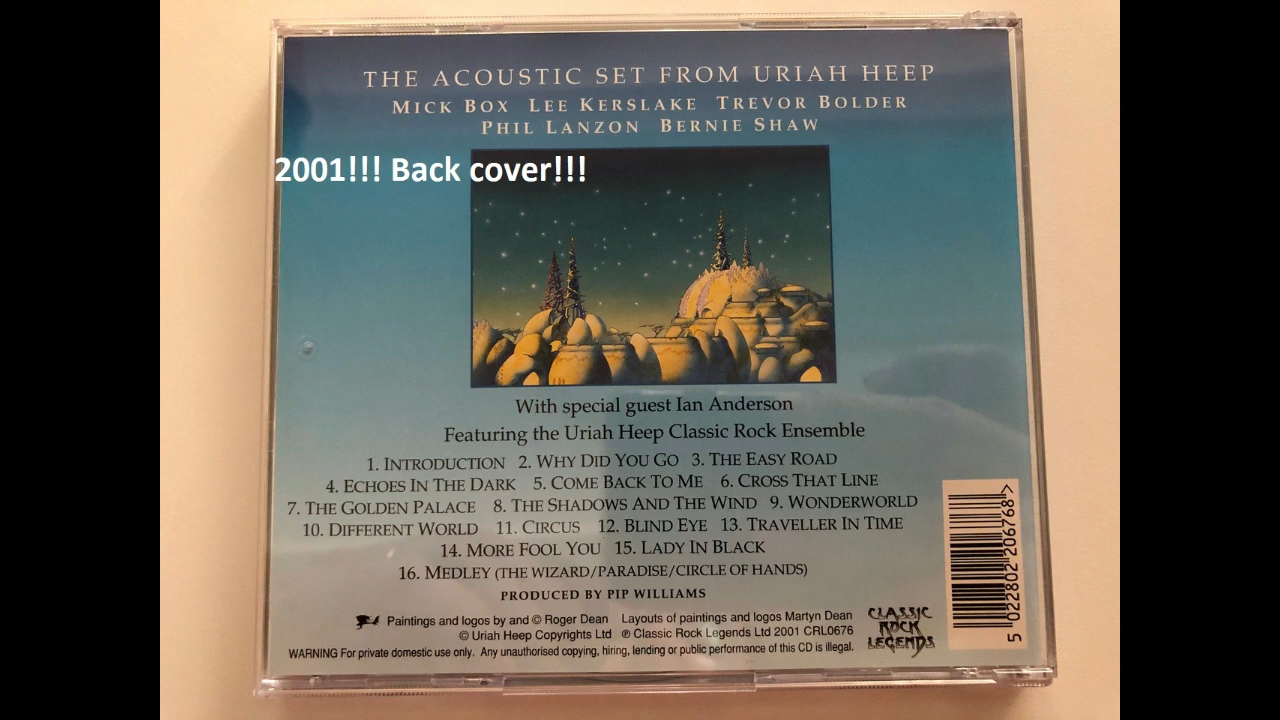 THE ACOUSTIC SET FROM URIAH HEEP
MICK BOX LEE KERSLAKE TREVOR BOLDER
PHIL LANZON BERNIE SHAW
2001!!! Back cover!!!
With special guest Ian Anderson
Featuring the Uriah Heep Classic Rock Ensemble
1. INTRODUCTION 2. WHY DID YOU GO 3. THE EASY ROAD
4. ECHOES IN THE DARK 5. COME BACK TO ME 6. CROSS THAT LINE
7. THE GOLDEN PALACE 8. THE SHADOWS AND THE WIND 9. WONDERWORLD
10. DIFFERENT WORLD 11. CIRCUS 12. BLIND EYE 13. TRAVELLER IN TIME
14. MORE FOOL YOU 15. LADY IN BLACK
16. MEDLEY (THE WIZARD/PARADISE/CIRCLE OF HANDS)
PRODUCED BY PIP WILLIAMS
Paintings and logos by and © Roger Dean Layouts of paintings and logos Martyn Dean
© Uriah Heep Copyrights Ltd ℗ Classic Rock Legends Ltd 2001 CRL0676
WARNING For private domestic use only. Any unauthorised copying, hiring, lending or public performance of this CD is illegal.
CLASSIC
ROCK
LEGENDS
5 022802 206768 >